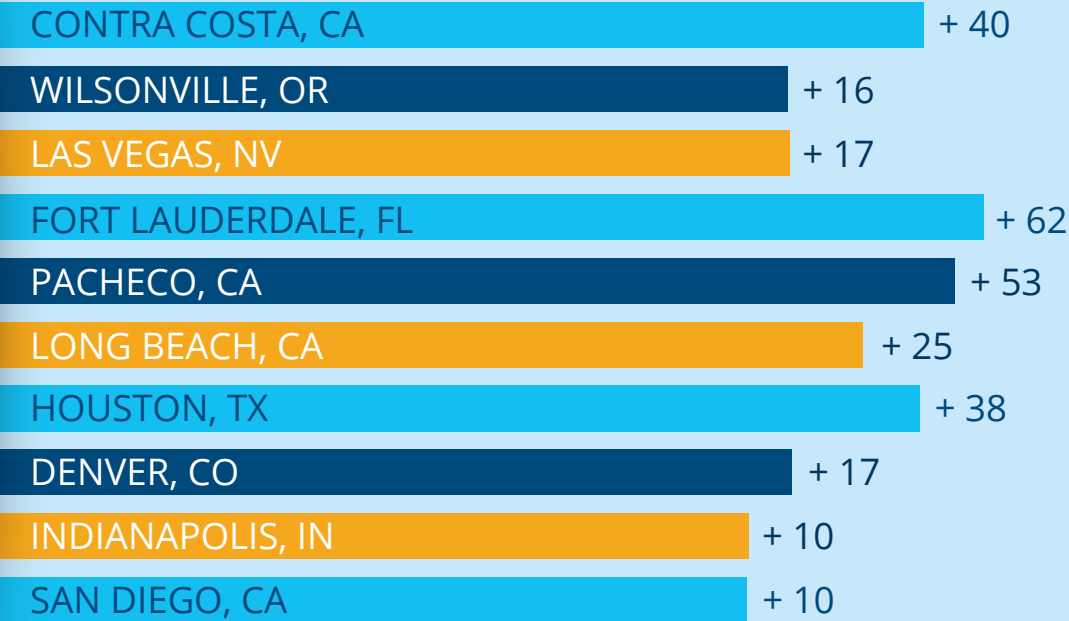 CONTRA COSTA, CA + 40
WILSONVILLE, OR + 16
LAS VEGAS, NV + 17
FORT LAUDERDALE, FL + 62
PACHECO, CA + 53
LONG BEACH, CA + 25
HOUSTON, TX + 38
DENVER, CO + 17
INDIANAPOLIS, IN + 10
SAN DIEGO, CA + 10